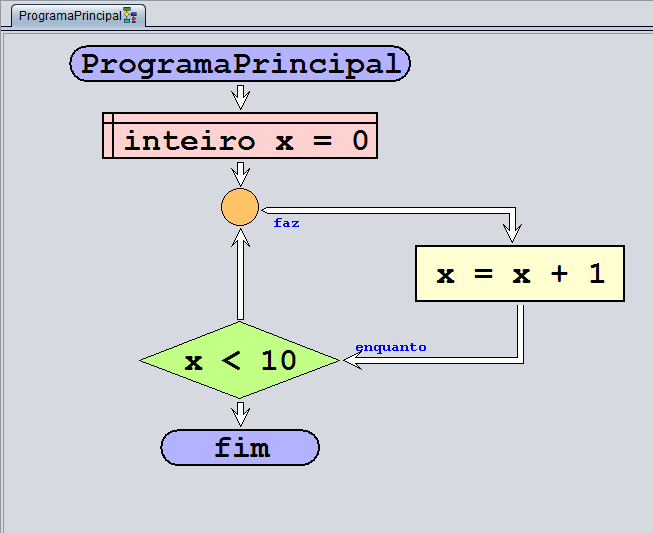 ProgramaPrincipal
ProgramaPrincipal
inteiro x = 0
faz
x = x + 1
enquanto
x < 10
fim